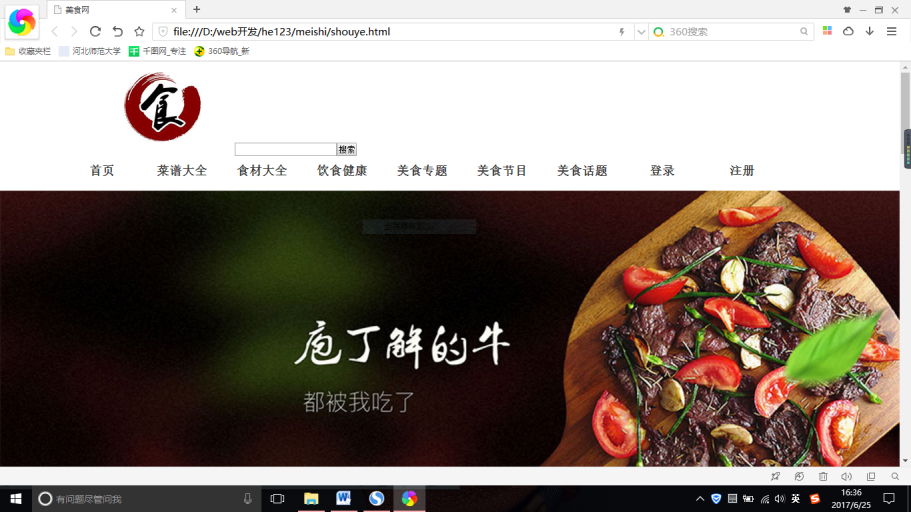 美食网
file:///D:/web开发/he123/meishi/shouye.html
360搜索
收藏夹栏 河北师范大学 千图网_专注 360导航_新
食
搜索
首页 菜谱大全 食材大全 饮食健康 美食专题 美食节目 美食话题 登录 注册
庖丁解的牛
都被我吃了
有问题尽管问我
英
16:36
2017/6/25